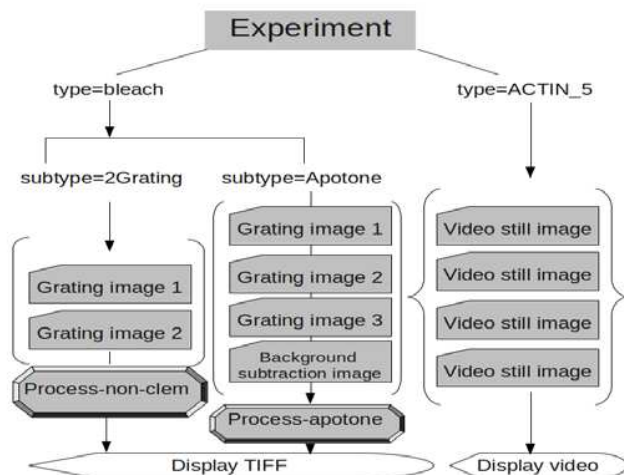 Experiment
type=bleach
type=ACTIN_5
subtype=2Grating
subtype=Apotone
Grating image 1
Grating image 2
Process-non-clem
Grating image 1
Grating image 2
Grating image 3
Background
subtraction image
Process-apotone
Display TIFF
Video still image
Video still image
Video still image
Video still image
Display video